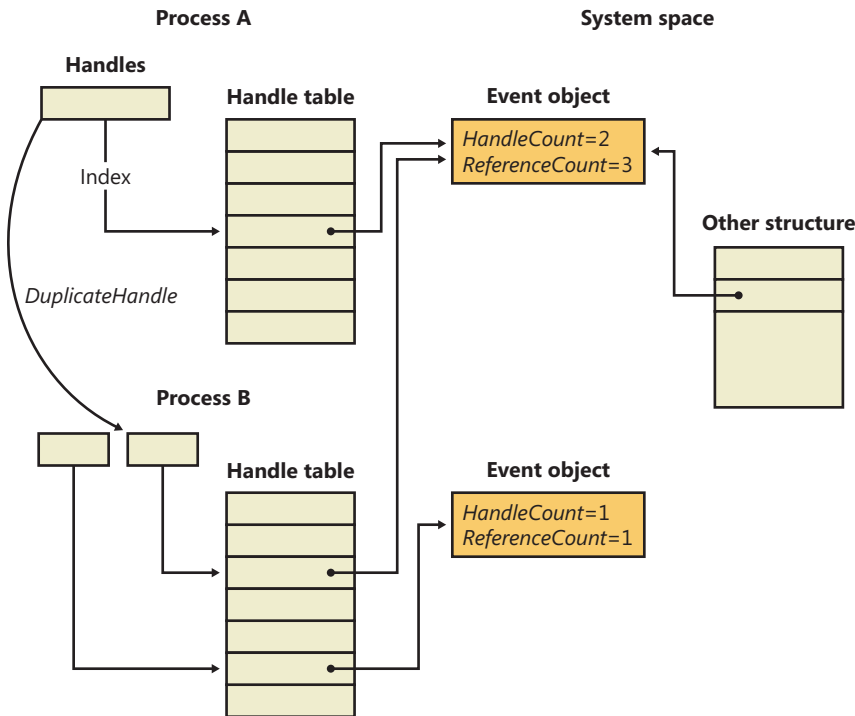 Process A
System space
Handles
Handle table
Event object
HandleCount=2
ReferenceCount=3
Index
Other structure
DuplicateHandle
Process B
Handle table
Event object
HandleCount=1
ReferenceCount=1